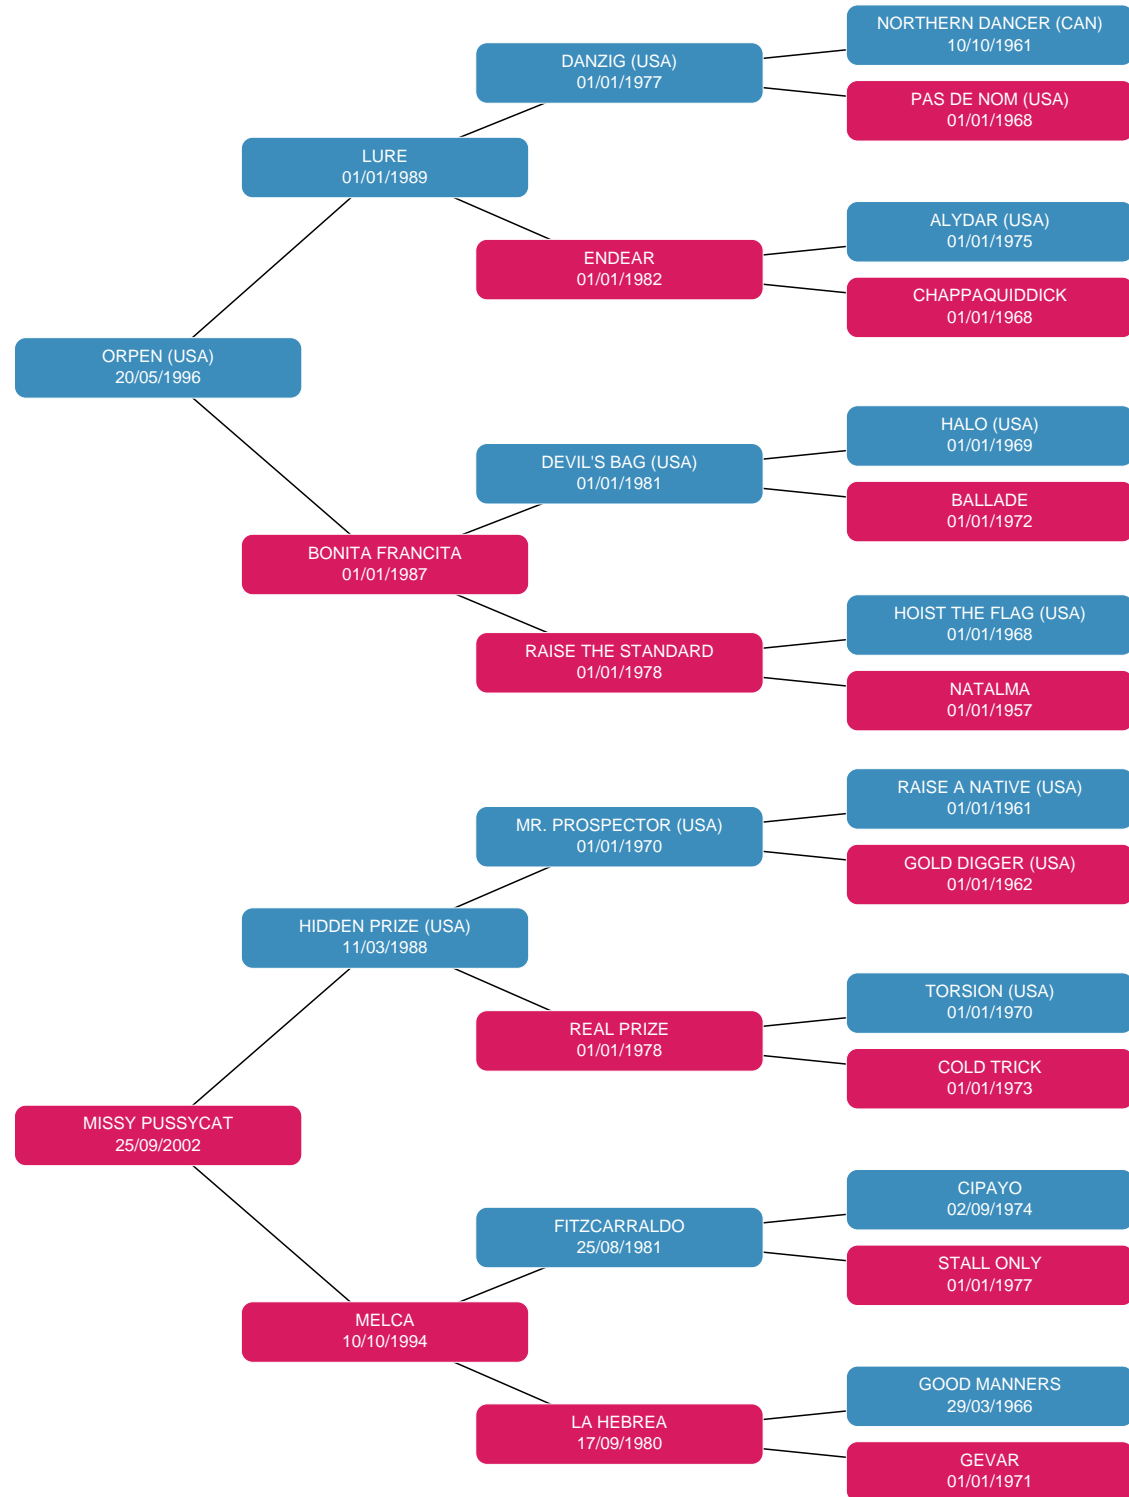 NORTHERN DANCER (CAN)
10/10/1961
DANZIG (USA)
01/01/1977
PAS DE NOM (USA)
01/01/1968
LURE
01/01/1989
ALYDAR (USA)
01/01/1975
ENDEAR
01/01/1982
CHAPPAQUIDDICK
01/01/1968
ORPEN (USA)
20/05/1996
HALO (USA)
01/01/1969
DEVIL'S BAG (USA)
01/01/1981
BALLADE
01/01/1972
BONITA FRANCITA
01/01/1987
HOIST THE FLAG (USA)
01/01/1968
RAISE THE STANDARD
01/01/1978
NATALMA
01/01/1957
RAISE A NATIVE (USA)
01/01/1961
MR. PROSPECTOR (USA)
01/01/1970
GOLD DIGGER (USA)
01/01/1962
HIDDEN PRIZE (USA)
11/03/1988
TORSION (USA)
01/01/1970
REAL PRIZE
01/01/1978
COLD TRICK
01/01/1973
MISSY PUSSYCAT
25/09/2002
CIPAYO
02/09/1974
FITZCARRALDO
25/08/1981
STALL ONLY
01/01/1977
MELCA
10/10/1994
GOOD MANNERS
29/03/1966
LA HEBREA
17/09/1980
GEVAR
01/01/1971